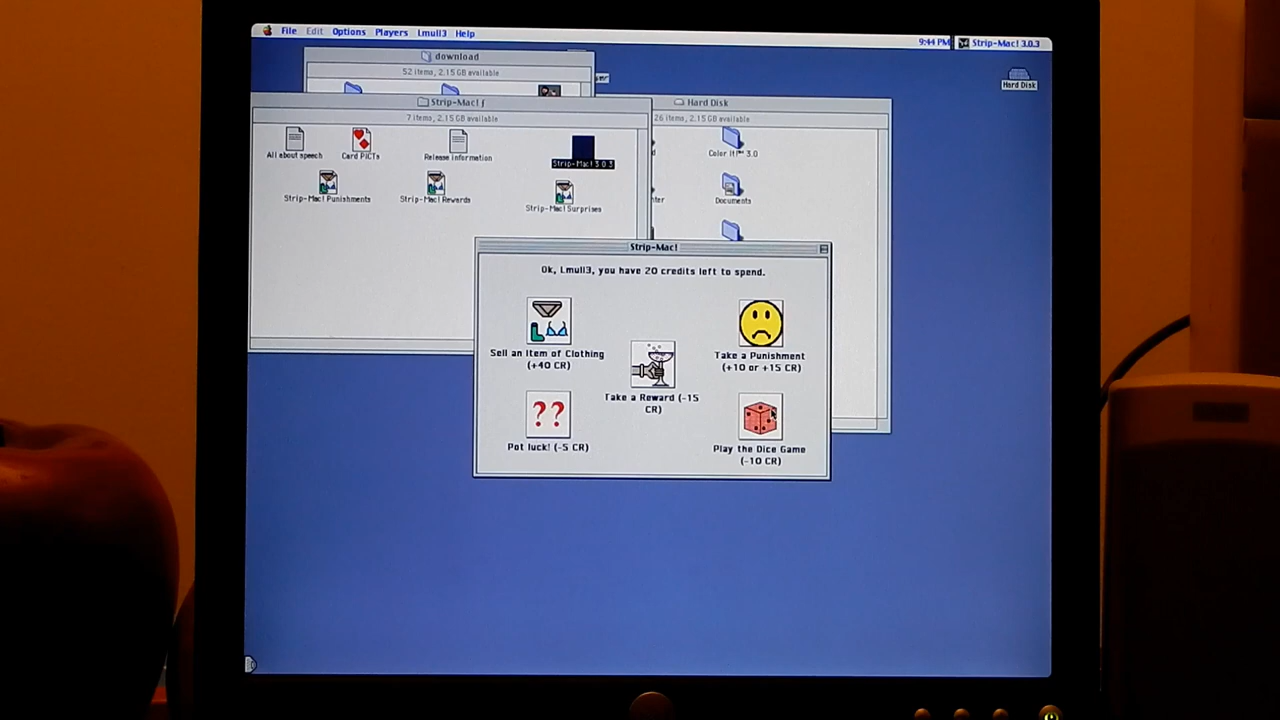 File Edit Options Players Lmull3 Help
9:44 PM Strip-Mac! 3.0.3
download
52 items, 2.15 GB available
Hard Disk
Strip-Mac! ƒ
7 items, 2.15 GB available
Hard Disk
26 items, 2.15 GB available
All about speech
Card PICTs
Release information
Strip-Mac! 3.0.3
Color It!™ 3.0
Strip-Mac! Punishments
Strip-Mac! Rewards
Strip-Mac! Surprises
Documents
Strip-Mac!
Ok, Lmull3, you have 20 credits left to spend.
Sell an Item of Clothing
(+40 CR)
Take a Punishment
(+10 or +15 CR)
Take a Reward (-15
CR)
Pot luck! (-5 CR)
Play the Dice Game
(-10 CR)